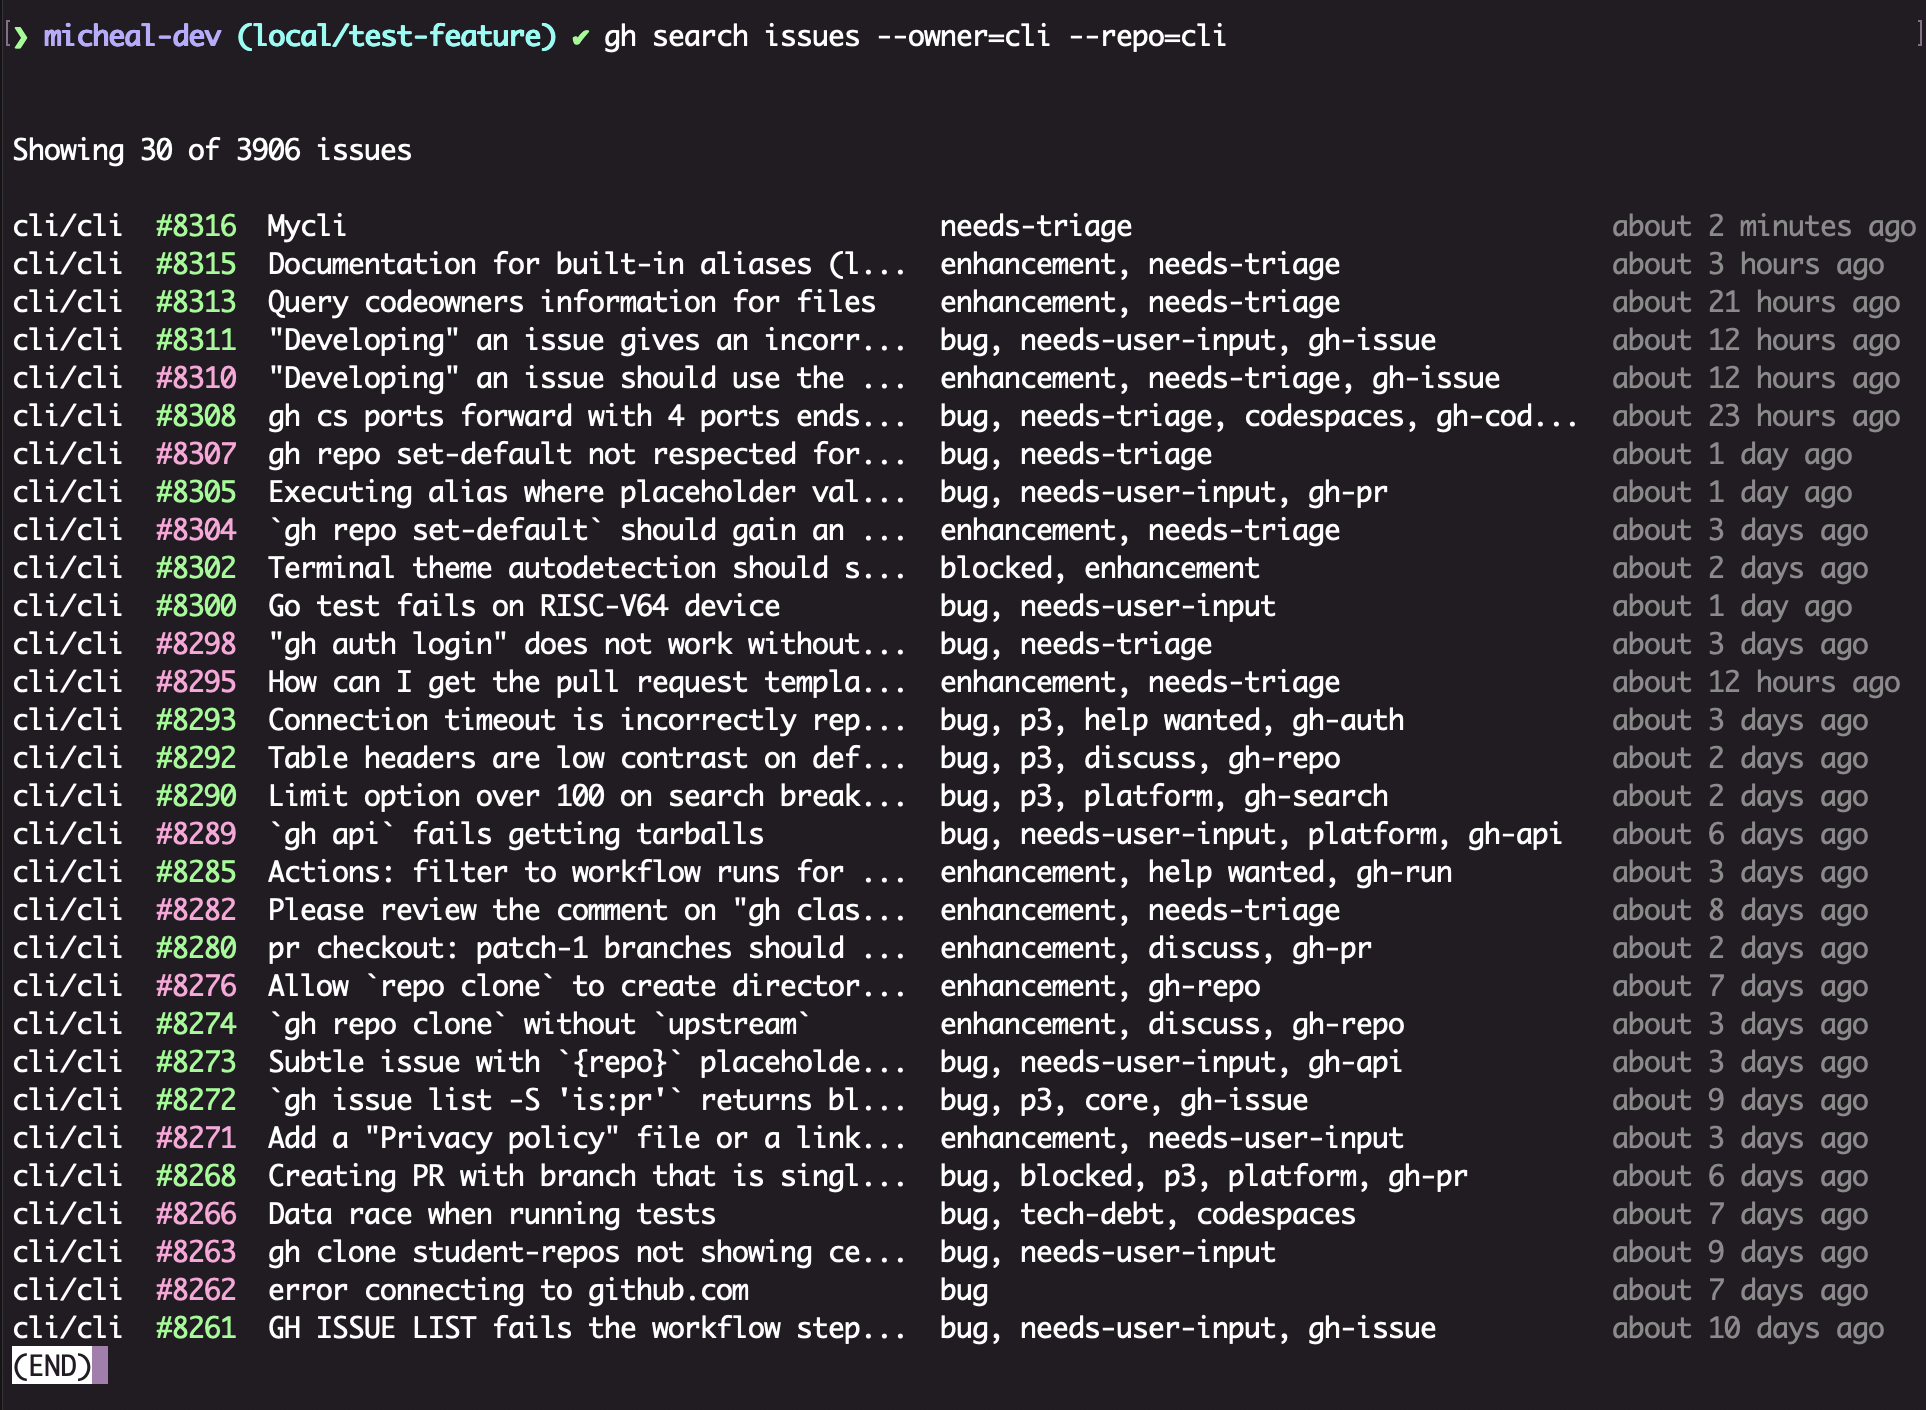 ❯ micheal-dev (local/test-feature) ✔ gh search issues --owner=cli --repo=cli
Showing 30 of 3906 issues
cli/cli  #8316  Mycli  needs-triage  about 2 minutes ago
cli/cli  #8315  Documentation for built-in aliases (l...  enhancement, needs-triage  about 3 hours ago
cli/cli  #8313  Query codeowners information for files  enhancement, needs-triage  about 21 hours ago
cli/cli  #8311  "Developing" an issue gives an incorr...  bug, needs-user-input, gh-issue  about 12 hours ago
cli/cli  #8310  "Developing" an issue should use the ...  enhancement, needs-triage, gh-issue  about 12 hours ago
cli/cli  #8308  gh cs ports forward with 4 ports ends...  bug, needs-triage, codespaces, gh-cod...  about 23 hours ago
cli/cli  #8307  gh repo set-default not respected for...  bug, needs-triage  about 1 day ago
cli/cli  #8305  Executing alias where placeholder val...  bug, needs-user-input, gh-pr  about 1 day ago
cli/cli  #8304  `gh repo set-default` should gain an ...  enhancement, needs-triage  about 3 days ago
cli/cli  #8302  Terminal theme autodetection should s...  blocked, enhancement  about 2 days ago
cli/cli  #8300  Go test fails on RISC-V64 device  bug, needs-user-input  about 1 day ago
cli/cli  #8298  "gh auth login" does not work without...  bug, needs-triage  about 3 days ago
cli/cli  #8295  How can I get the pull request templa...  enhancement, needs-triage  about 12 hours ago
cli/cli  #8293  Connection timeout is incorrectly rep...  bug, p3, help wanted, gh-auth  about 3 days ago
cli/cli  #8292  Table headers are low contrast on def...  bug, p3, discuss, gh-repo  about 2 days ago
cli/cli  #8290  Limit option over 100 on search break...  bug, p3, platform, gh-search  about 2 days ago
cli/cli  #8289  `gh api` fails getting tarballs  bug, needs-user-input, platform, gh-api  about 6 days ago
cli/cli  #8285  Actions: filter to workflow runs for ...  enhancement, help wanted, gh-run  about 3 days ago
cli/cli  #8282  Please review the comment on "gh clas...  enhancement, needs-triage  about 8 days ago
cli/cli  #8280  pr checkout: patch-1 branches should ...  enhancement, discuss, gh-pr  about 2 days ago
cli/cli  #8276  Allow `repo clone` to create director...  enhancement, gh-repo  about 7 days ago
cli/cli  #8274  `gh repo clone` without `upstream`  enhancement, discuss, gh-repo  about 3 days ago
cli/cli  #8273  Subtle issue with `{repo}` placeholde...  bug, needs-user-input, gh-api  about 3 days ago
cli/cli  #8272  `gh issue list -S 'is:pr'` returns bl...  bug, p3, core, gh-issue  about 9 days ago
cli/cli  #8271  Add a "Privacy policy" file or a link...  enhancement, needs-user-input  about 3 days ago
cli/cli  #8268  Creating PR with branch that is singl...  bug, blocked, p3, platform, gh-pr  about 6 days ago
cli/cli  #8266  Data race when running tests  bug, tech-debt, codespaces  about 7 days ago
cli/cli  #8263  gh clone student-repos not showing ce...  bug, needs-user-input  about 9 days ago
cli/cli  #8262  error connecting to github.com  bug  about 7 days ago
cli/cli  #8261  GH ISSUE LIST fails the workflow step...  bug, needs-user-input, gh-issue  about 10 days ago
(END)